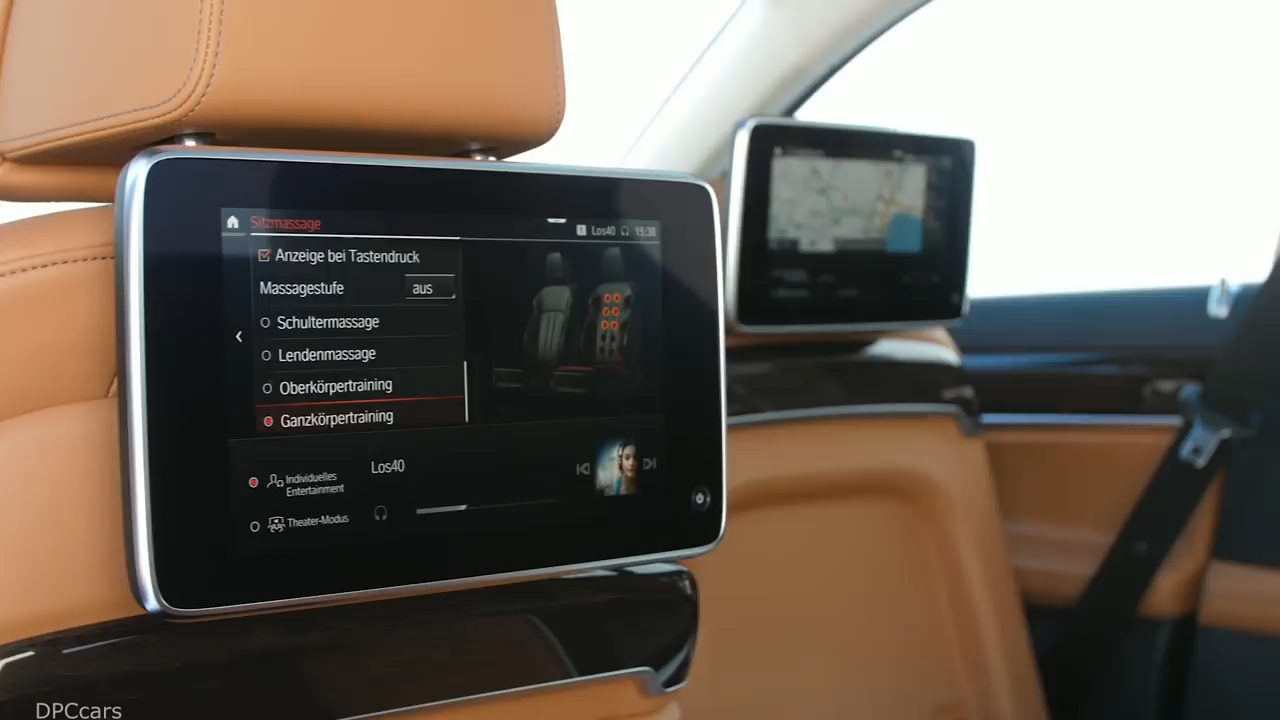 Sitzmassage
Los40 15:38
Anzeige bei Tastendruck
Massagestufe aus
Schultermassage
Lendenmassage
Oberkörpertraining
Ganzkörpertraining
Individuelles
Entertainment
Los40
Theater-Modus
DPCcars